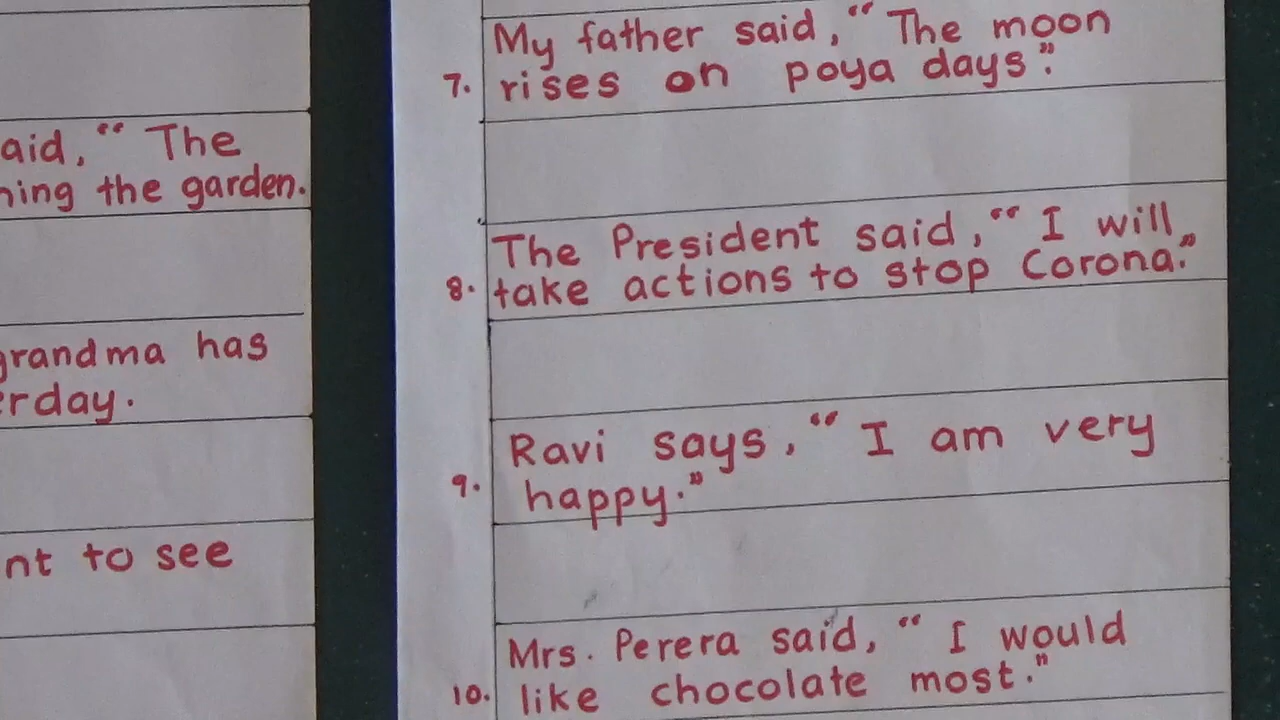 aid, " The
ning the garden.
grandma has
erday.
nt to see
My father said, " The moon
7. rises on poya days".
The President said, " I will
8. take actions to stop Corona."
Ravi says, " I am very
9. happy."
Mrs. Perera said, " I would
10. like chocolate most."